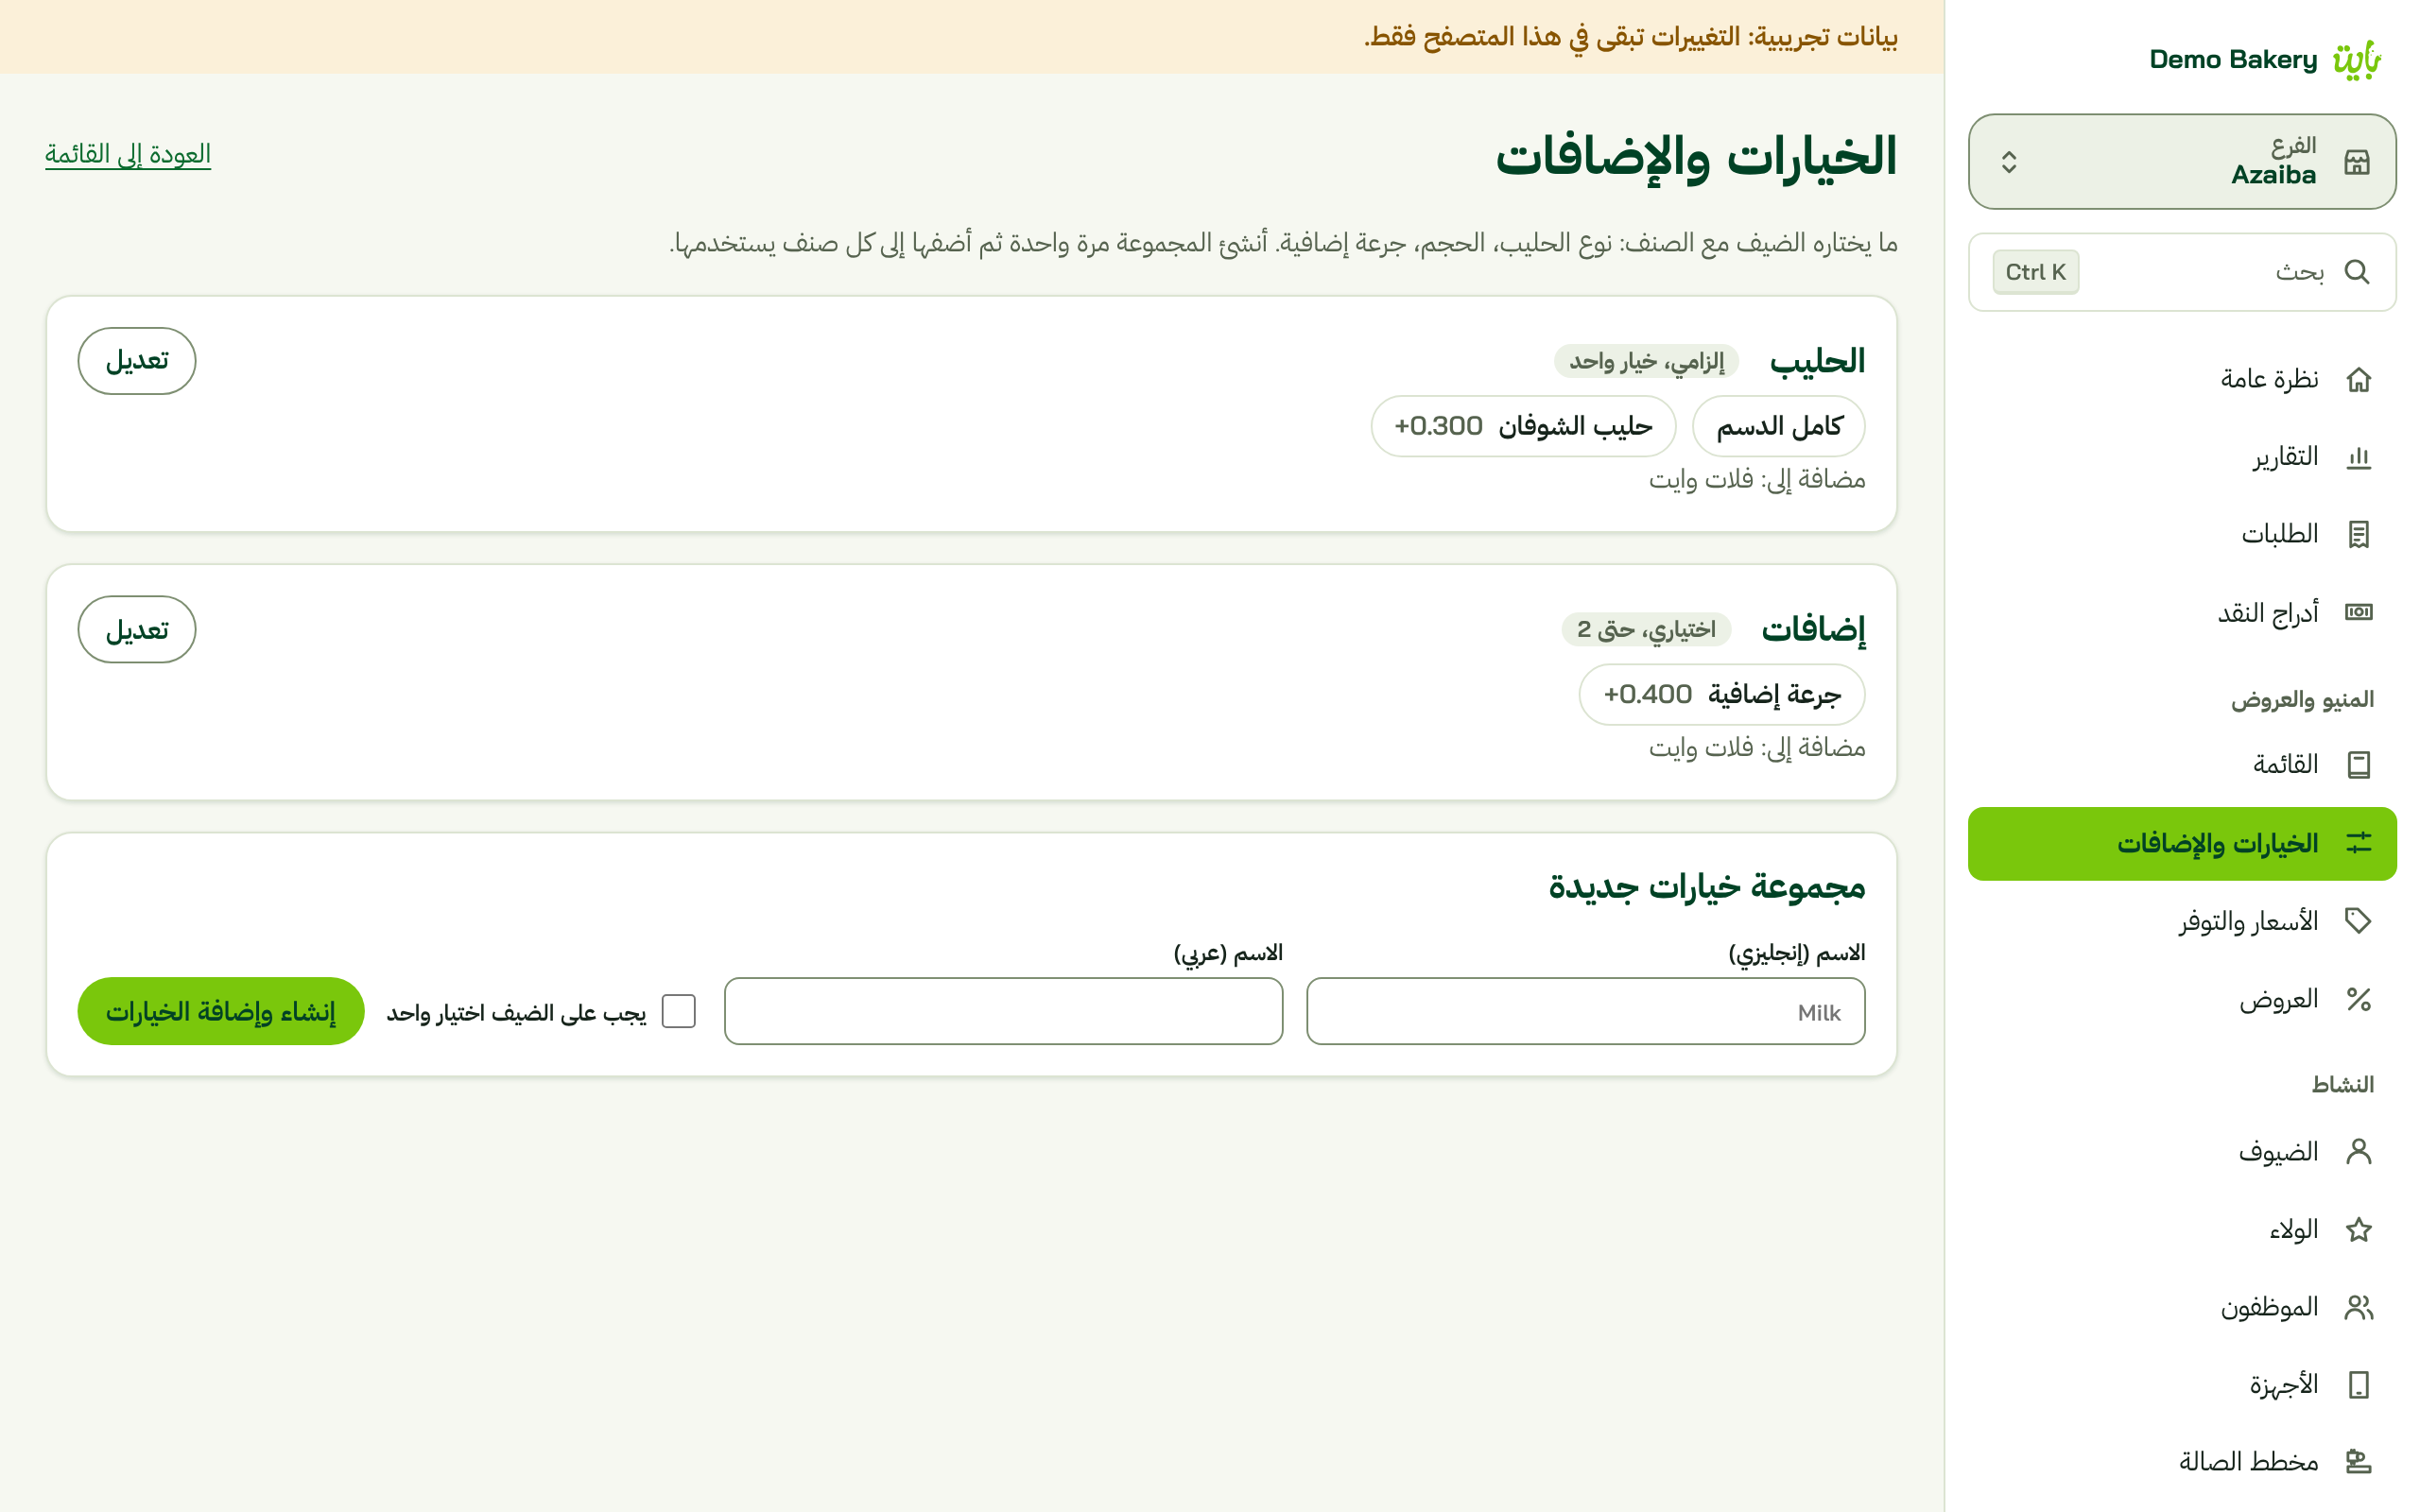 بايت Demo Bakery
الفرع
Azaiba
بحث Ctrl K
نظرة عامة
التقارير
الطلبات
أدراج النقد
المنيو والعروض
القائمة
الخيارات والإضافات
الأسعار والتوفر
العروض
النشاط
الضيوف
الولاء
الموظفون
الأجهزة
مخطط الصالة
بيانات تجريبية: التغييرات تبقى في هذا المتصفح فقط.
الخيارات والإضافات
العودة إلى القائمة
ما يختاره الضيف مع الصنف: نوع الحليب، الحجم، جرعة إضافية. أنشئ المجموعة مرة واحدة ثم أضفها إلى كل صنف يستخدمها.
الحليب إلزامي، خيار واحد تعديل
كامل الدسم حليب الشوفان +0.300
مضافة إلى: فلات وايت
إضافات اختياري، حتى 2 تعديل
جرعة إضافية +0.400
مضافة إلى: فلات وايت
مجموعة خيارات جديدة
الاسم (إنجليزي) الاسم (عربي)
Milk يجب على الضيف اختيار واحد إنشاء وإضافة الخيارات